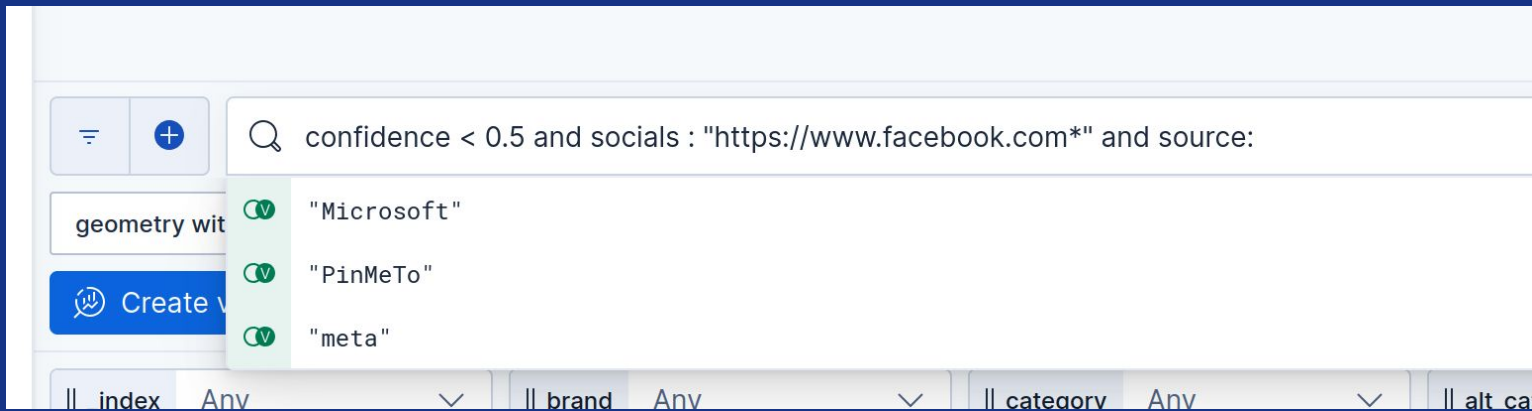 confidence < 0.5 and socials : "https://www.facebook.com*" and source:
"Microsoft"
geometry wit
"PinMeTo"
Create v
"meta"
_index Any brand Any category Any alt_ca